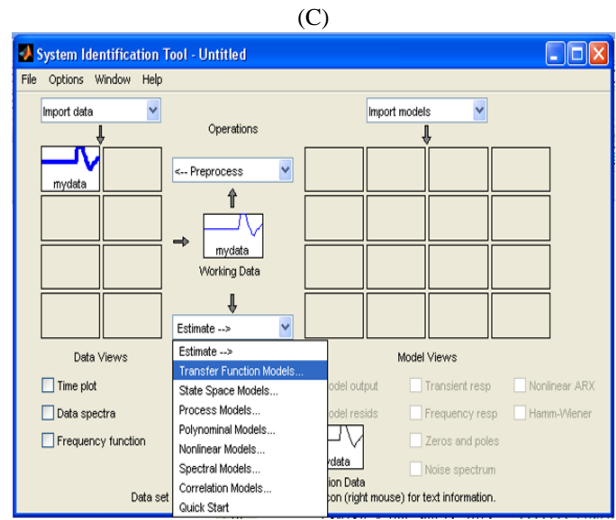 (C)
System Identification Tool - Untitled
File Options Window Help
Import data
Import models
Operations
mydata
<-- Preprocess
mydata
Working Data
Estimate -->
Estimate -->
Transfer Function Models...
State Space Models...
Process Models...
Polynominal Models...
Nonlinear Models...
Spectral Models...
Correlation Models...
Quick Start
Data Views
Time plot
Data spectra
Frequency function
Model Views
odel output
Transient resp
Nonlinear ARX
odel resids
Frequency resp
Hamm-Wiener
Zeros and poles
Noise spectrum
ydata
ion Data
Data set
con (right mouse) for text information.